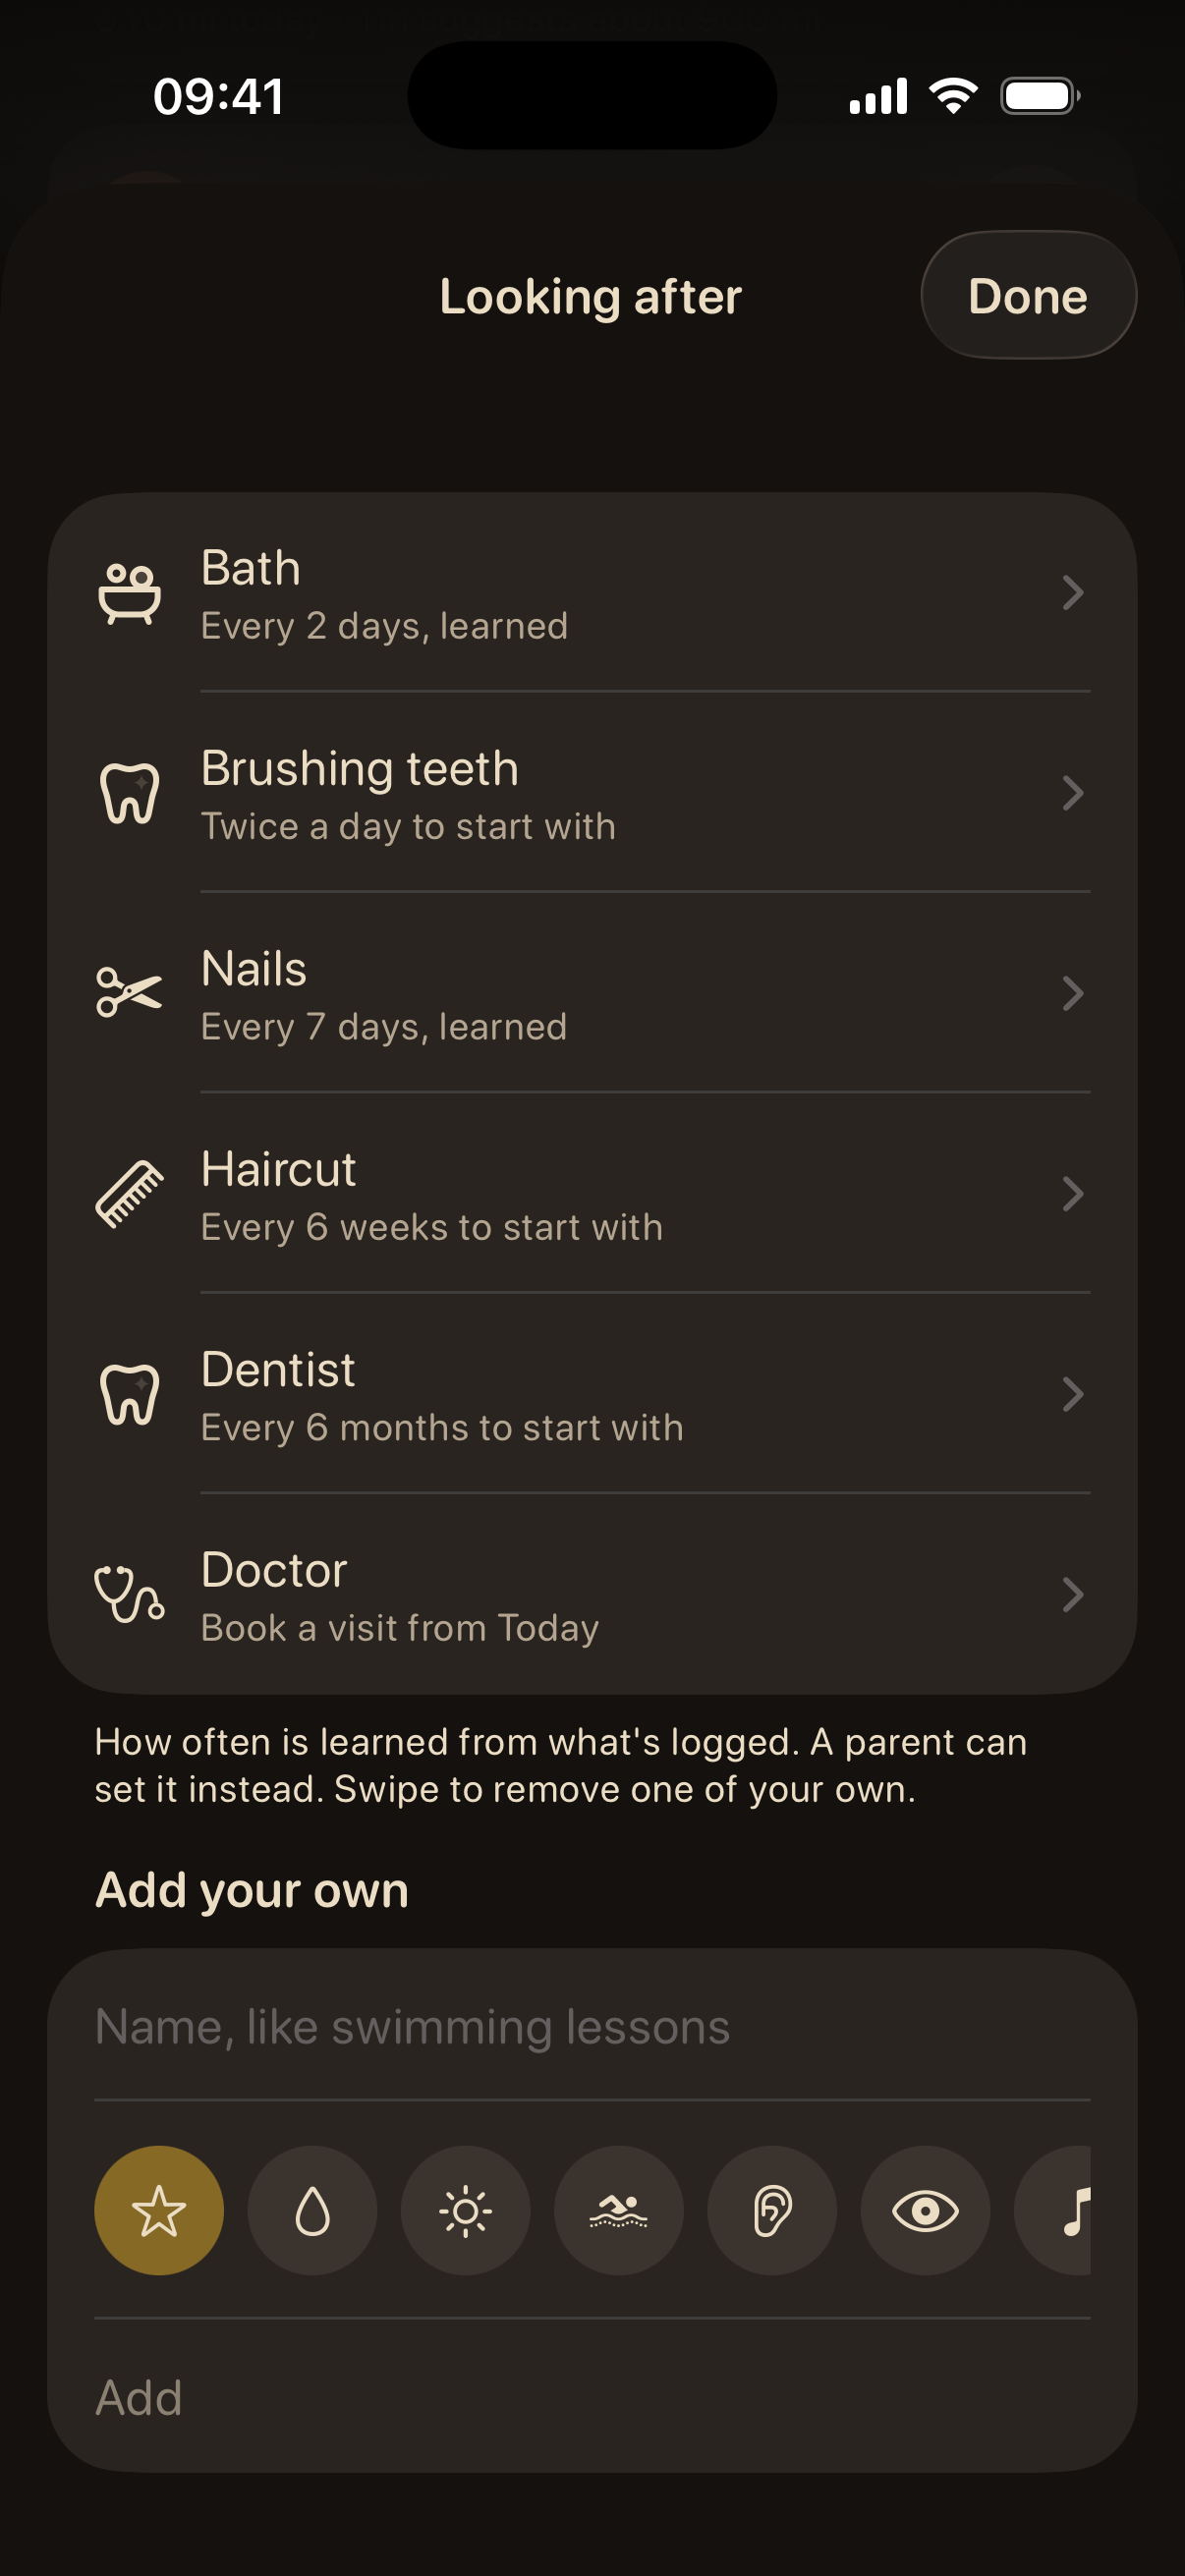 09:41
Looking after
Done
Bath
Every 2 days, learned
Brushing teeth
Twice a day to start with
Nails
Every 7 days, learned
Haircut
Every 6 weeks to start with
Dentist
Every 6 months to start with
Doctor
Book a visit from Today
How often is learned from what's logged. A parent can
set it instead. Swipe to remove one of your own.
Add your own
Name, like swimming lessons
Add